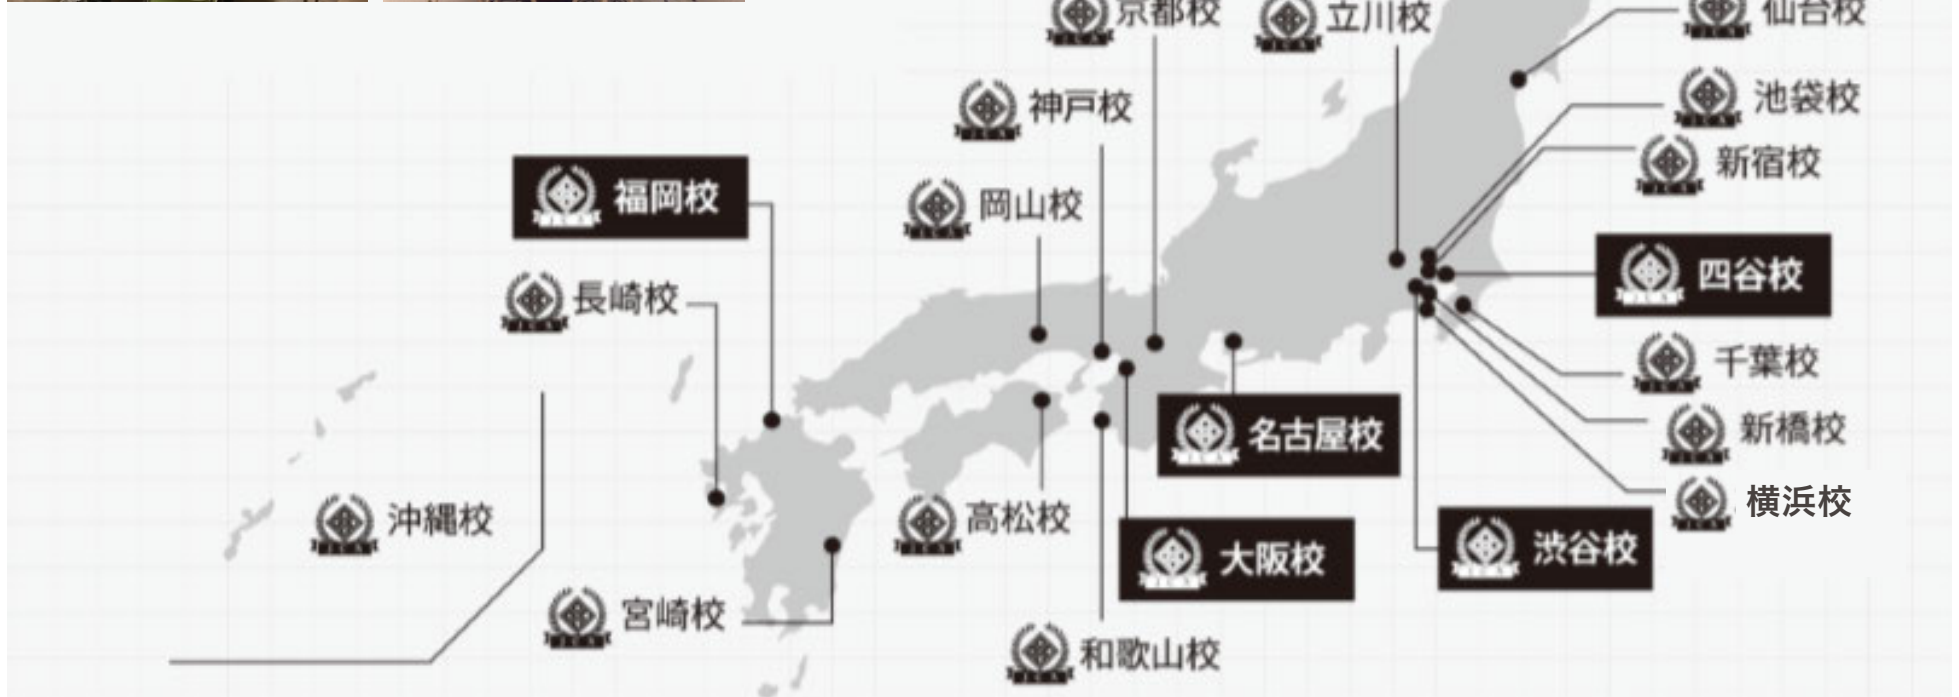 京都校
立川校
仙台校
神戸校
池袋校
新宿校
岡山校
福岡校
四谷校
長崎校
千葉校
名古屋校
新橋校
横浜校
沖縄校
高松校
大阪校
渋谷校
宮崎校
和歌山校